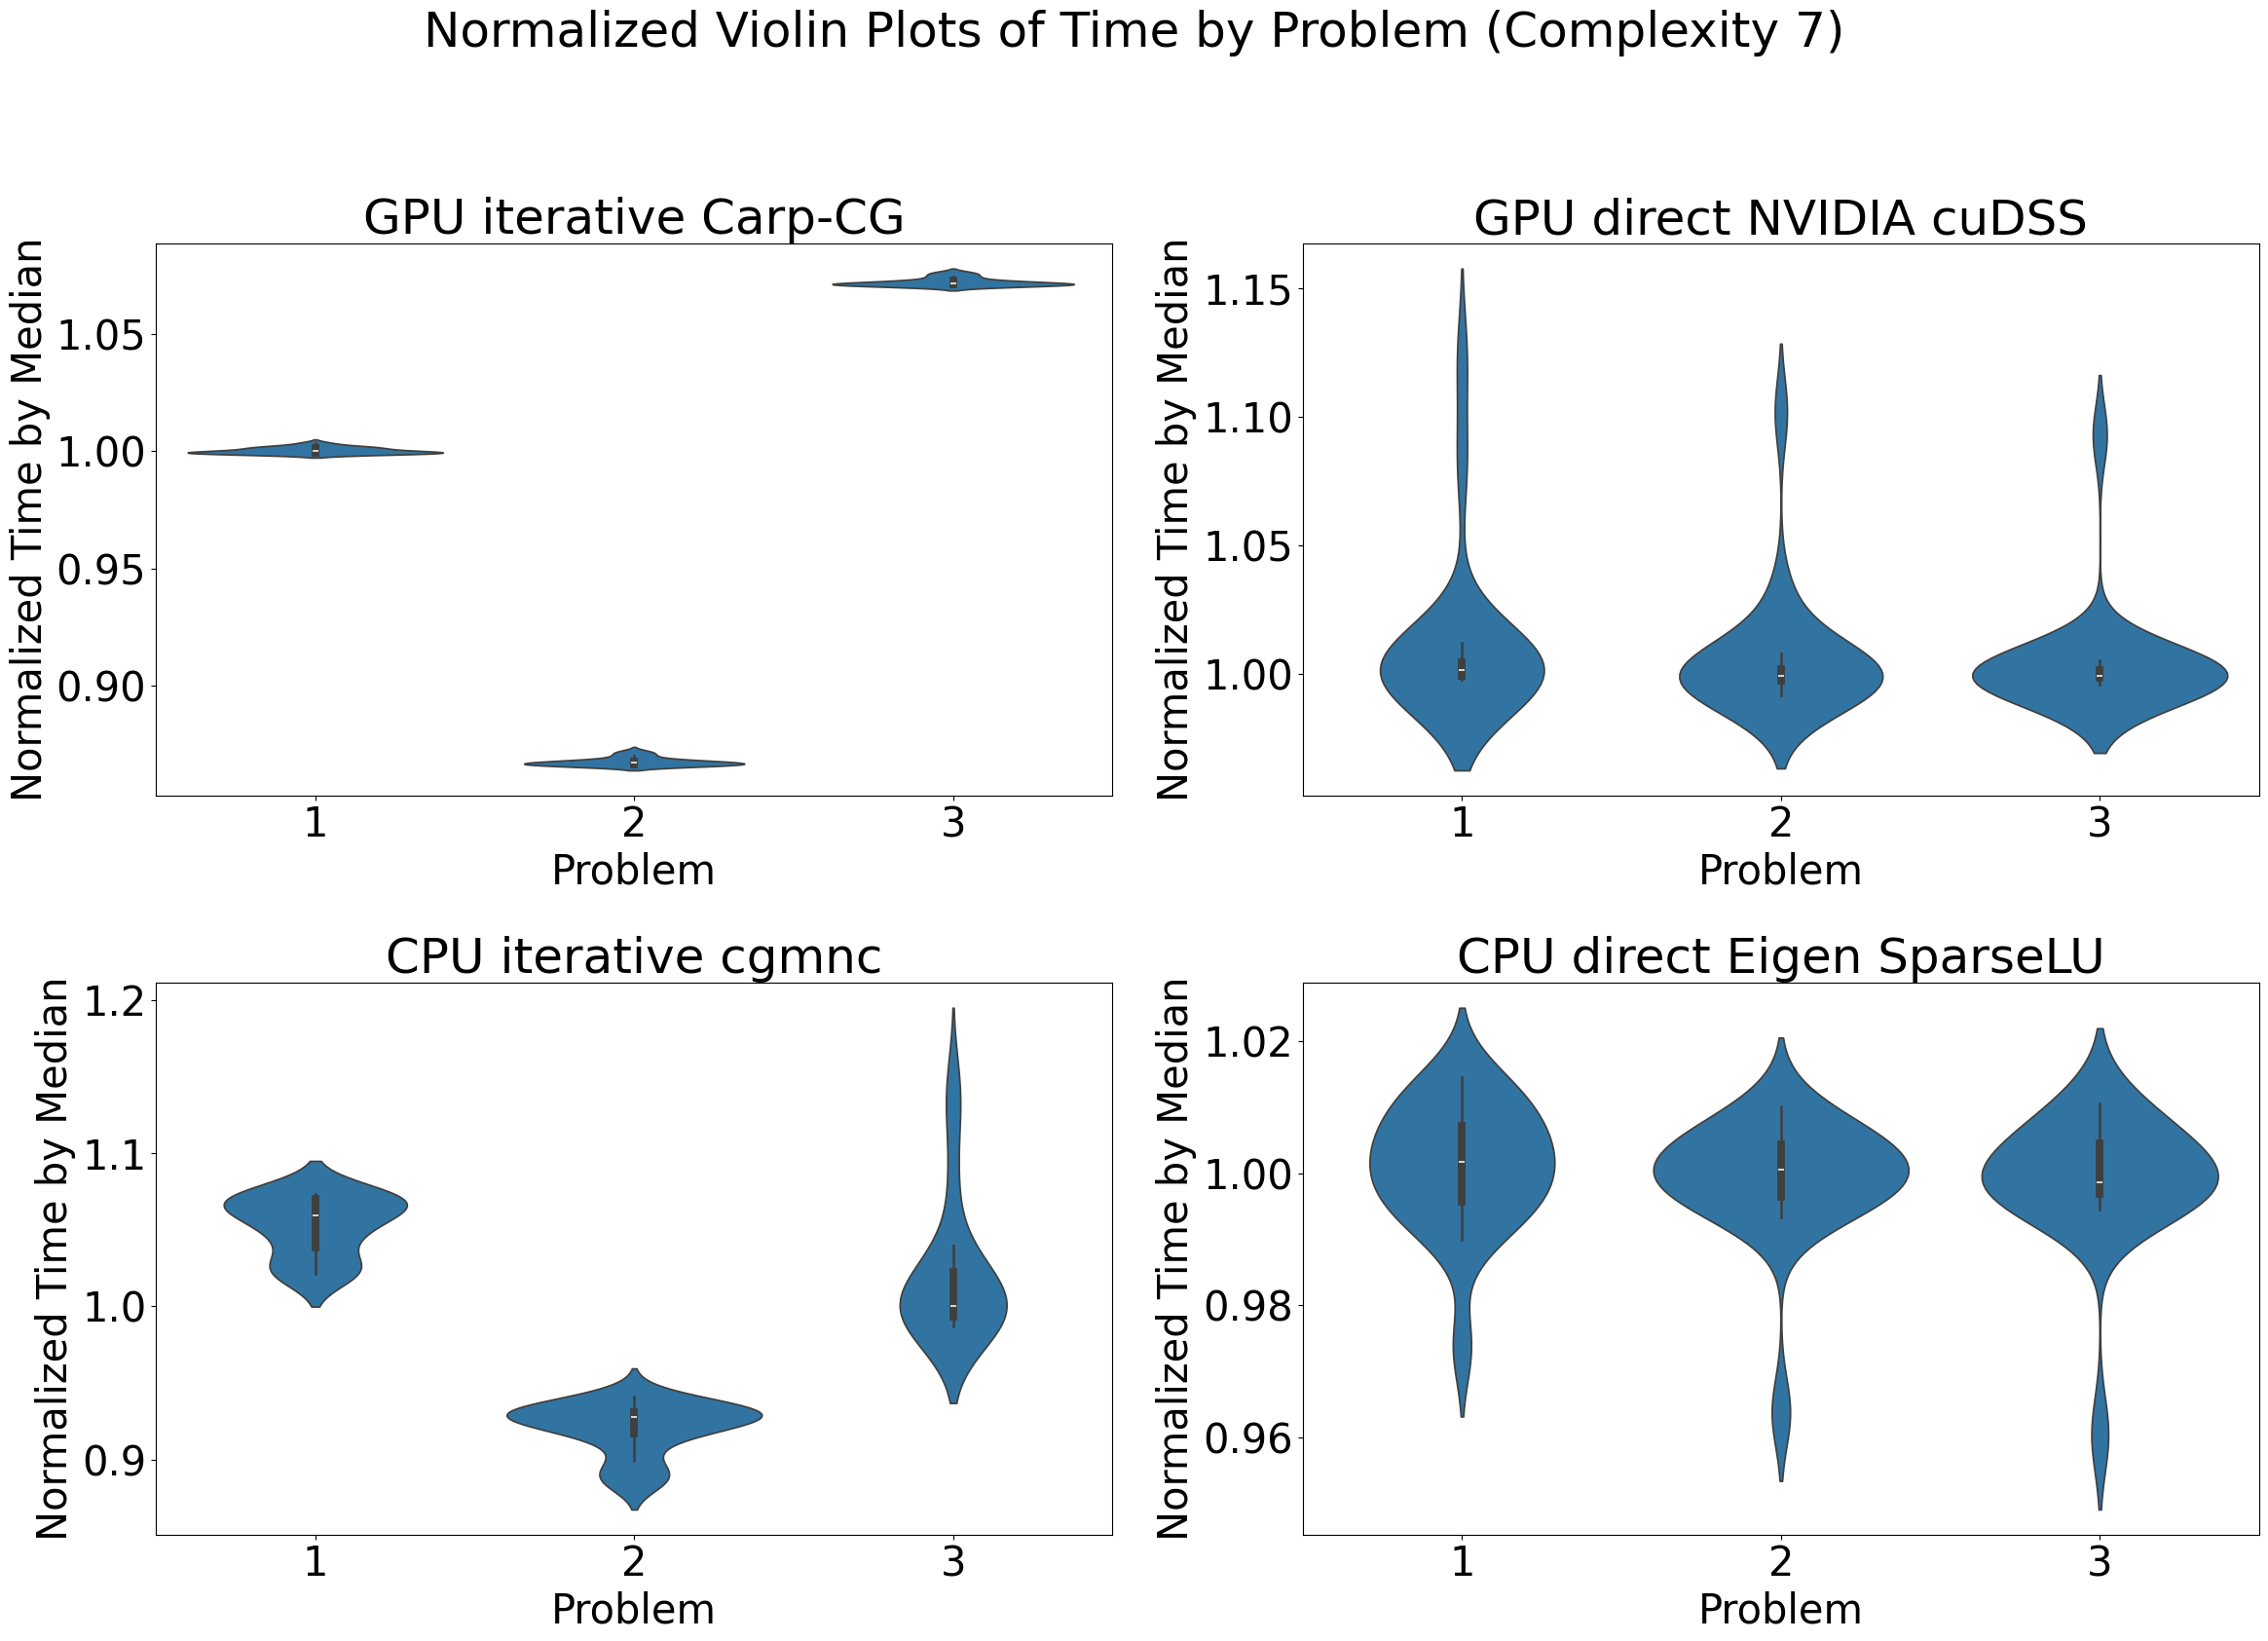 Normalized Violin Plots of Time by Problem (Complexity 7)
GPU iterative Carp-CG
Normalized Time by Median
1.05
1.00
0.95
0.90
1 2 3
Problem
GPU direct NVIDIA cuDSS
Normalized Time by Median
1.15
1.10
1.05
1.00
1 2 3
Problem
CPU iterative cgmnc
Normalized Time by Median
1.2
1.1
1.0
0.9
1 2 3
Problem
CPU direct Eigen SparseLU
Normalized Time by Median
1.02
1.00
0.98
0.96
1 2 3
Problem